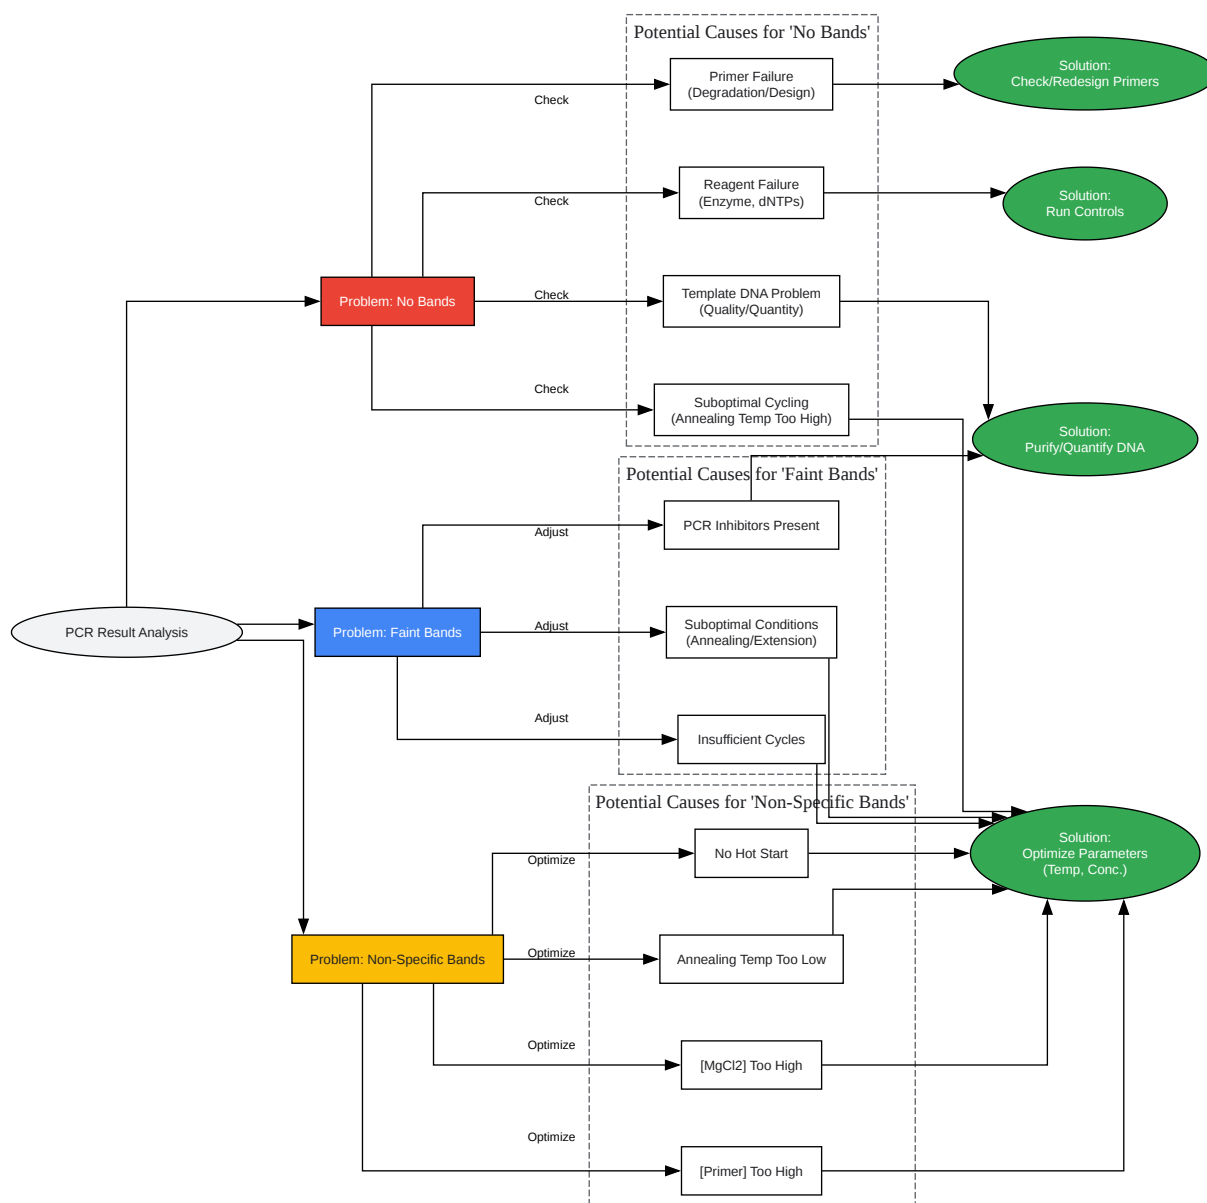 Potential Causes for 'No Bands'
Primer Failure
(Degradation/Design)
Solution:
Check/Redesign Primers
Check
Reagent Failure
(Enzyme, dNTPs)
Solution:
Run Controls
Check
Problem: No Bands
Check
Template DNA Problem
(Quality/Quantity)
Check
Suboptimal Cycling
(Annealing Temp Too High)
Solution:
Purify/Quantify DNA
Potential Causes for 'Faint Bands'
PCR Inhibitors Present
Adjust
PCR Result Analysis
Problem: Faint Bands
Adjust
Suboptimal Conditions
(Annealing/Extension)
Adjust
Insufficient Cycles
Potential Causes for 'Non-Specific Bands'
Optimize
No Hot Start
Solution:
Optimize Parameters
(Temp, Conc.)
Problem: Non-Specific Bands
Optimize
Annealing Temp Too Low
Optimize
[MgCl2] Too High
Optimize
[Primer] Too High